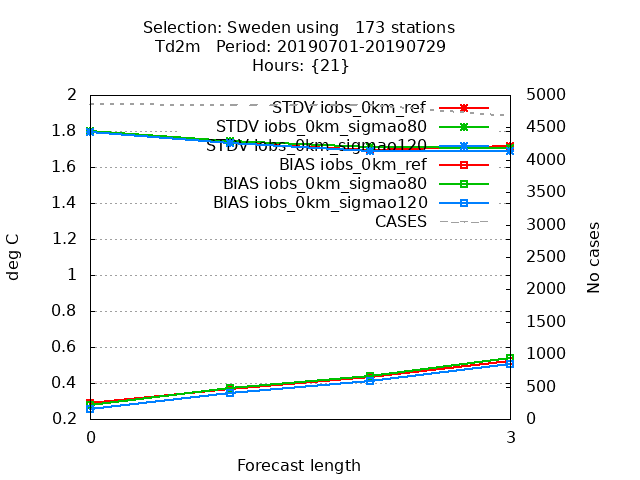 Selection: Sweden using   173 stations
Td2m   Period: 20190701-20190729
Hours: {21}
2
1.8
1.6
1.4
1.2
1
0.8
0.6
0.4
0.2
deg C
STDV iobs_0km_ref
STDV iobs_0km_sigmao80
STDV iobs_0km_sigmao120
BIAS iobs_0km_ref
BIAS iobs_0km_sigmao80
BIAS iobs_0km_sigmao120
CASES
5000
4500
4000
3500
3000
2500
2000
1500
1000
500
0
No cases
0
3
Forecast length